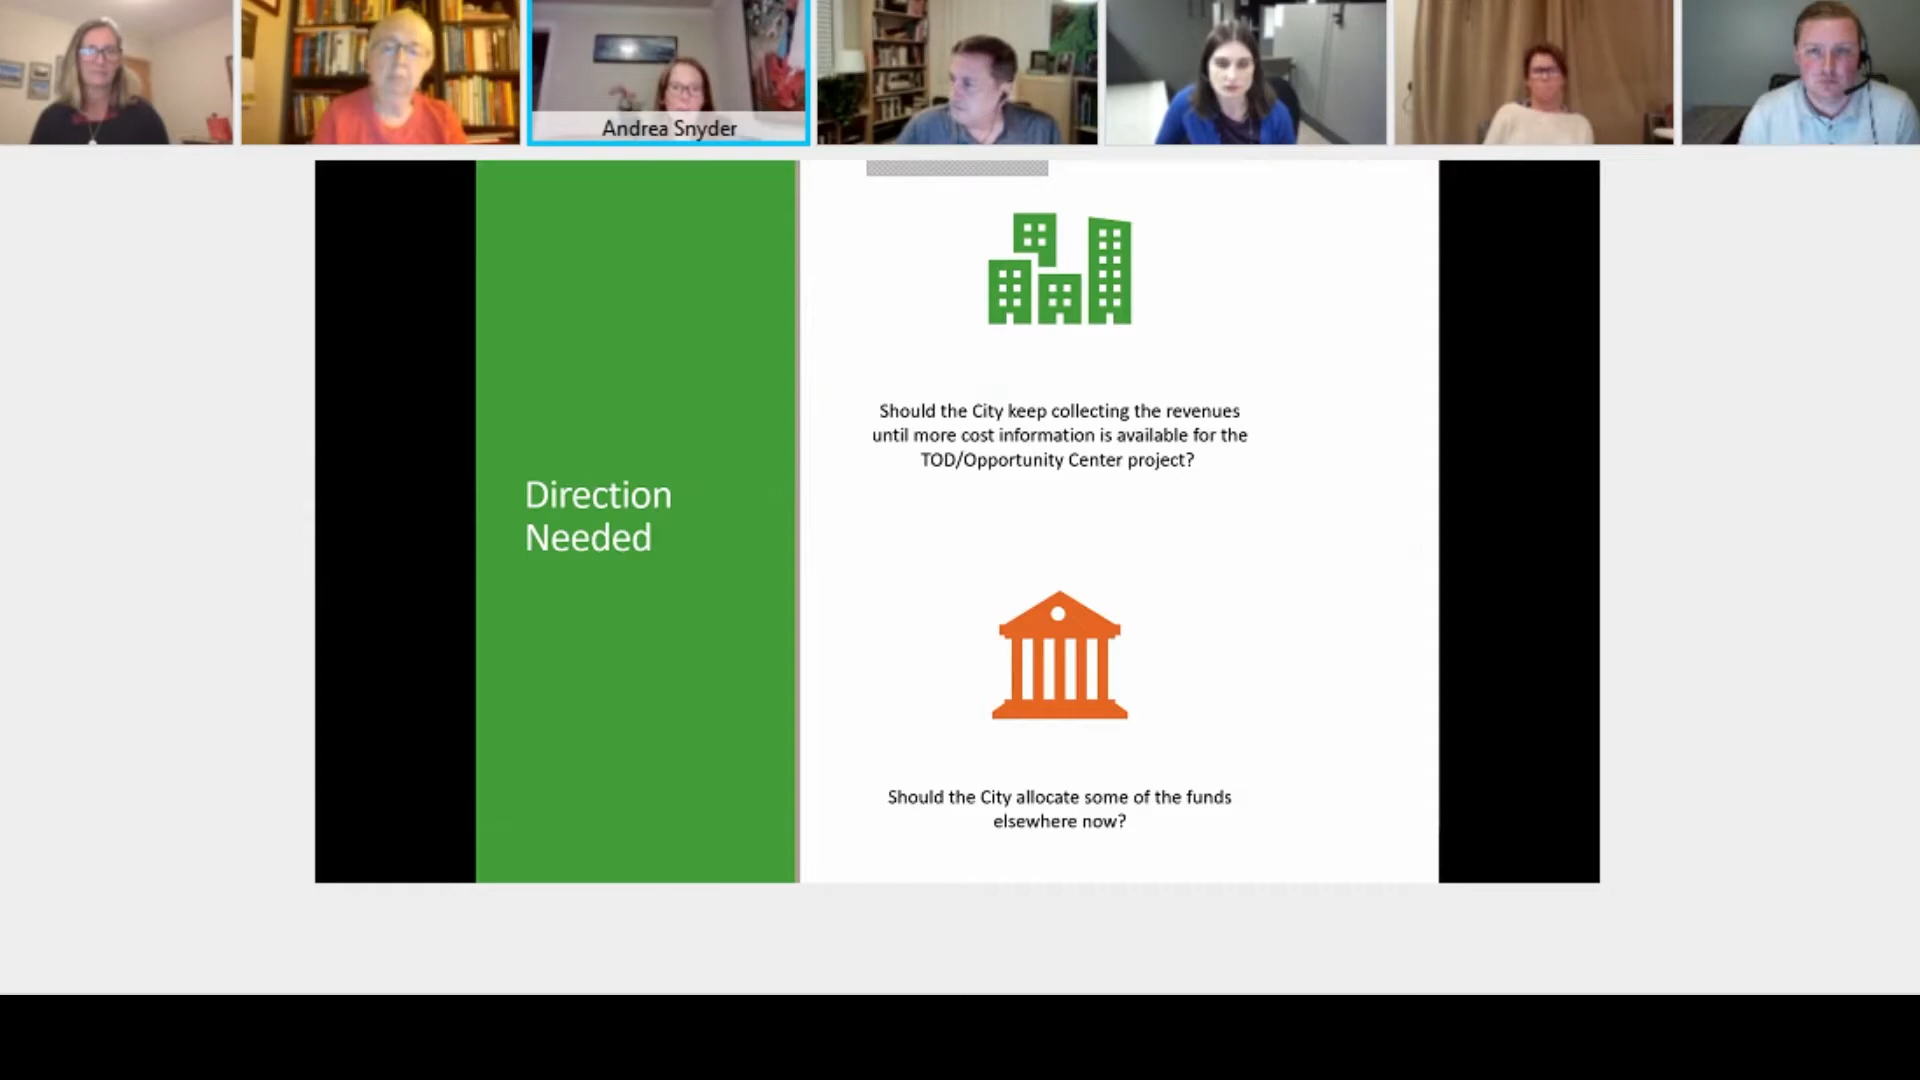 Andrea Snyder
Direction
Needed
Should the City keep collecting the revenues
until more cost information is available for the
TOD/Opportunity Center project?
Should the City allocate some of the funds
elsewhere now?